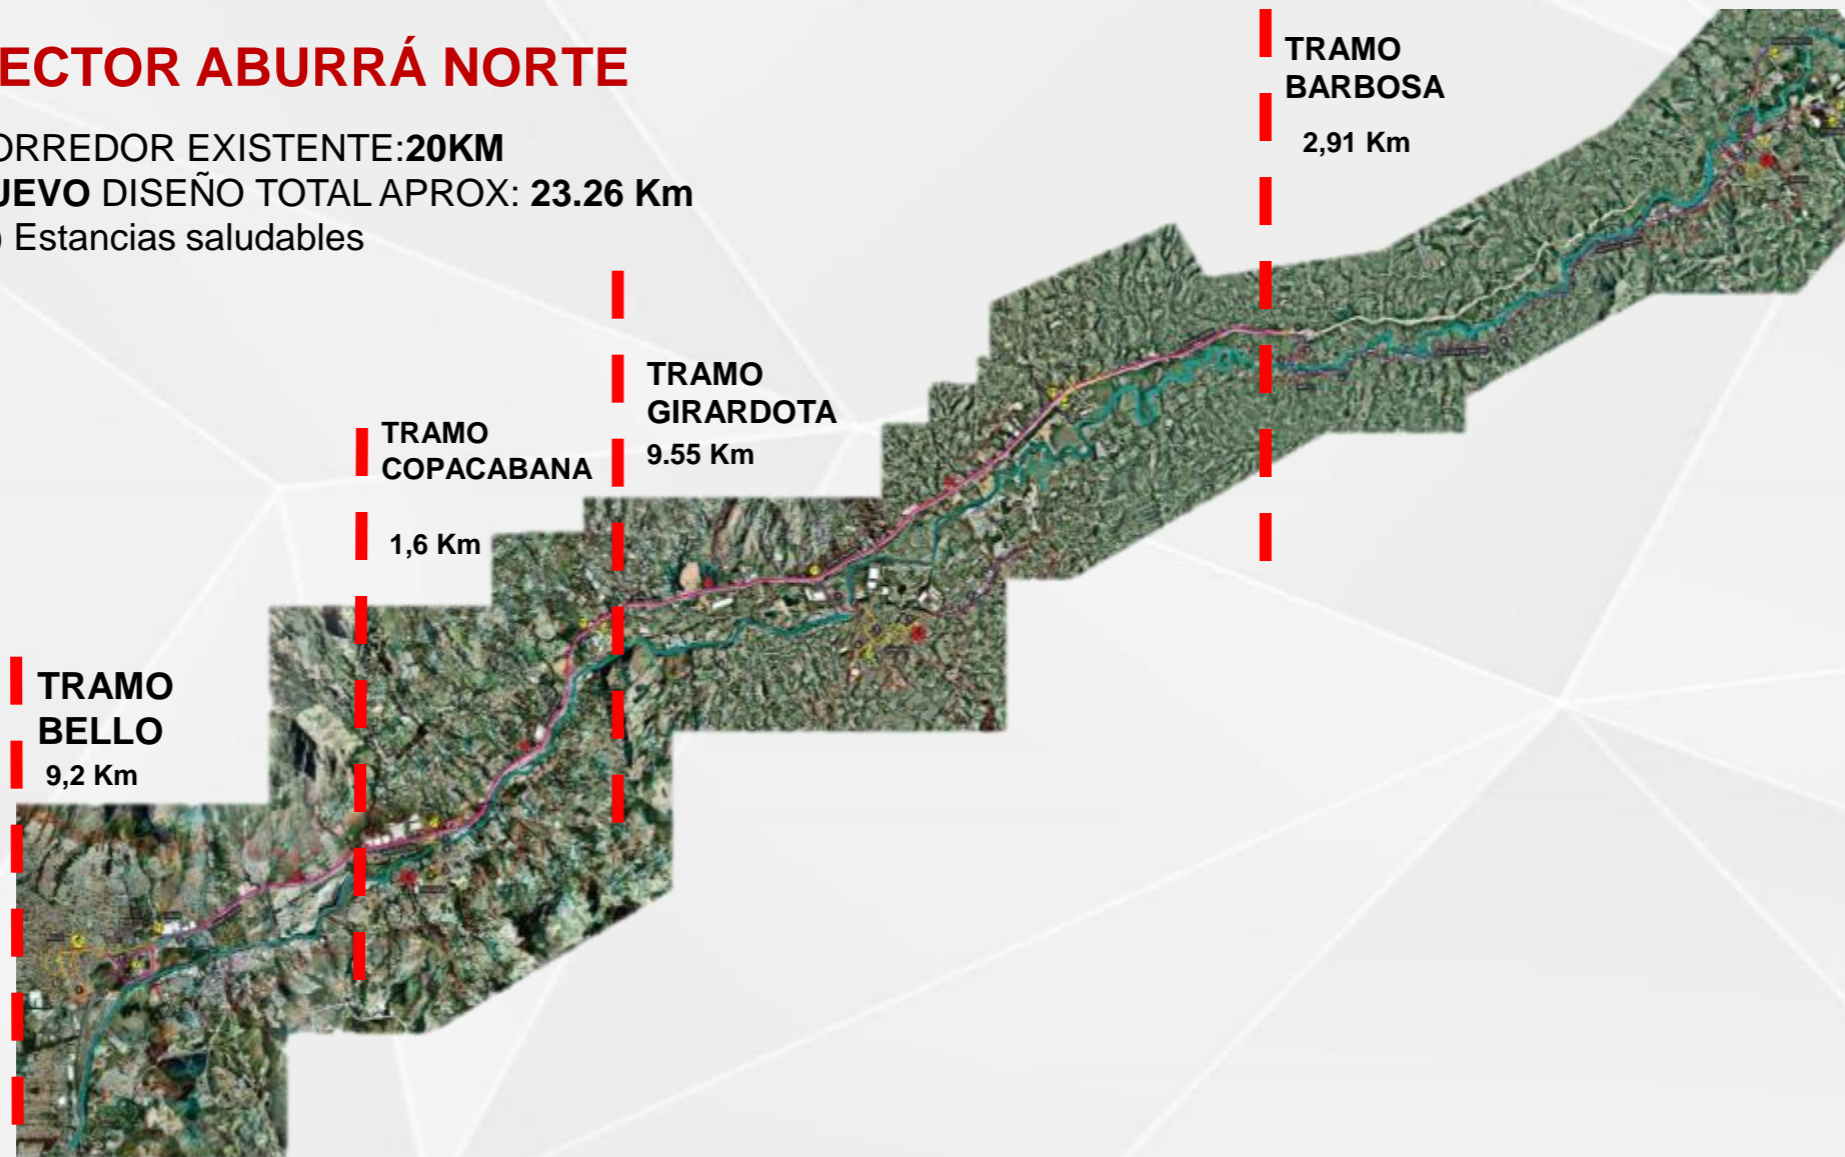 ECTOR ABURRÁ NORTE
ORREDOR EXISTENTE:20KM
UEVO DISEÑO TOTAL APROX: 23.26 Km
) Estancias saludables
TRAMO
BARBOSA
2,91 Km
TRAMO
GIRARDOTA
9.55 Km
TRAMO
COPACABANA
1,6 Km
TRAMO
BELLO
9,2 Km